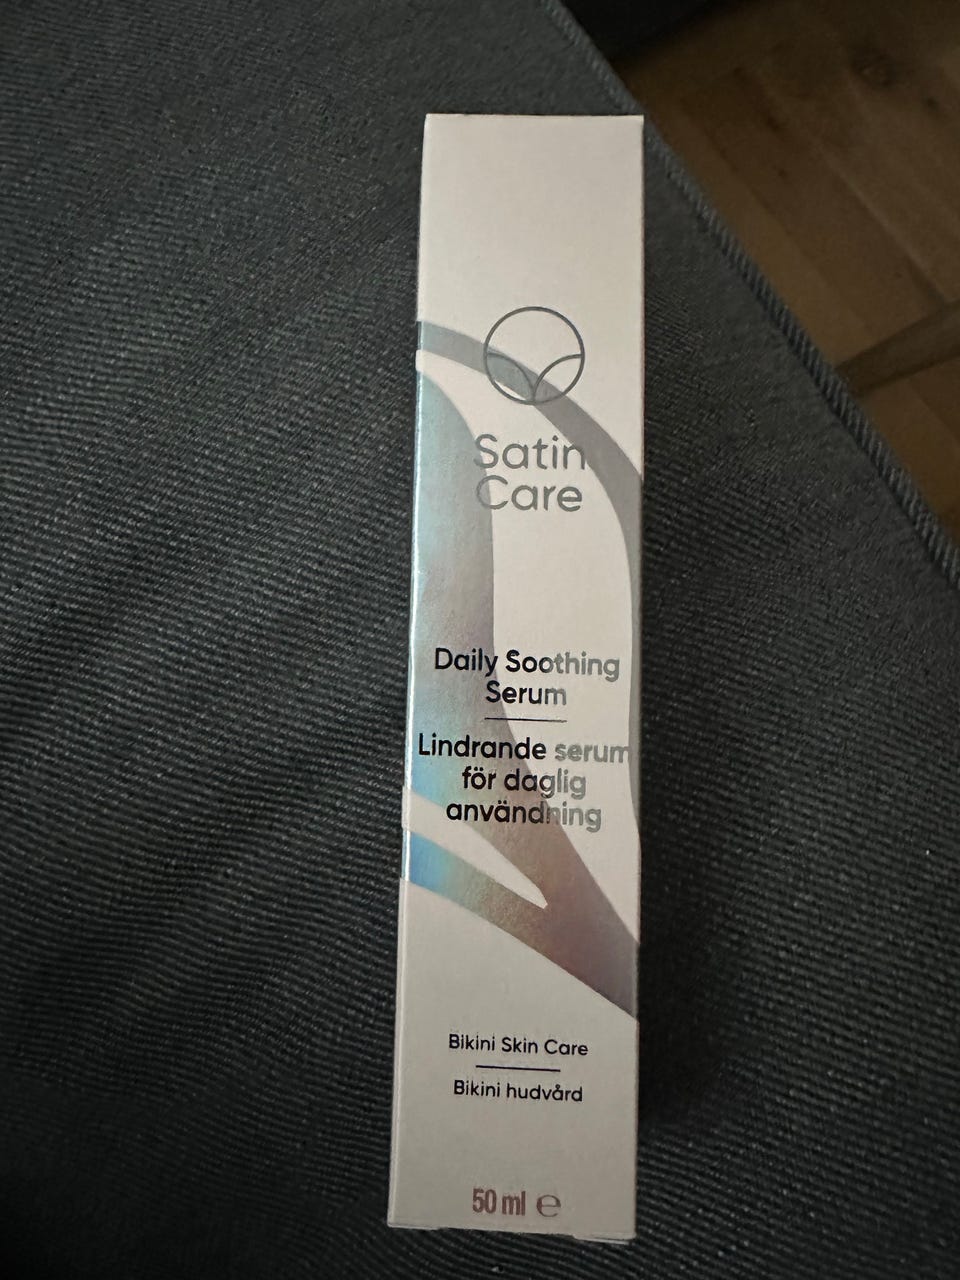 Satin
Care
Daily Soothing
Serum
Lindrande serum
för daglig
användning
Bikini Skin Care
Bikini hudvård
50 ml ℮